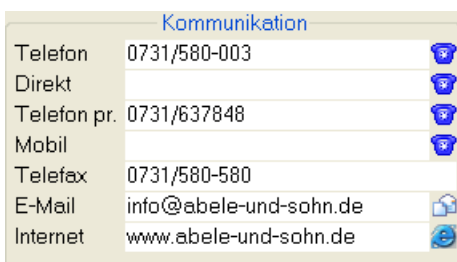 Kommunikation
Telefon 0731/580-003
Direkt
Telefon pr. 0731/637848
Mobil
Telefax 0731/580-580
E-Mail info@abele-und-sohn.de
Internet www.abele-und-sohn.de